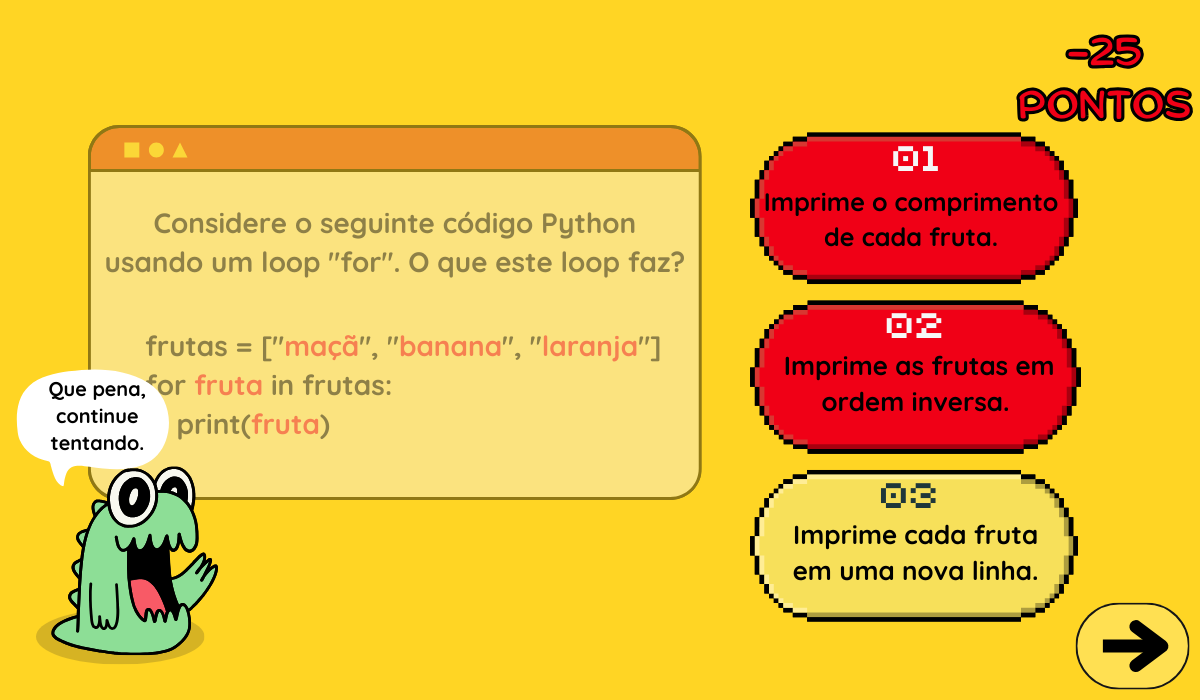 -25
PONTOS
Considere o seguinte código Python
usando um loop "for". O que este loop faz?
frutas = ["maçã", "banana", "laranja"]
for fruta in frutas:
print(fruta)
Que pena,
continue
tentando.
01
Imprime o comprimento
de cada fruta.
02
Imprime as frutas em
ordem inversa.
03
Imprime cada fruta
em uma nova linha.